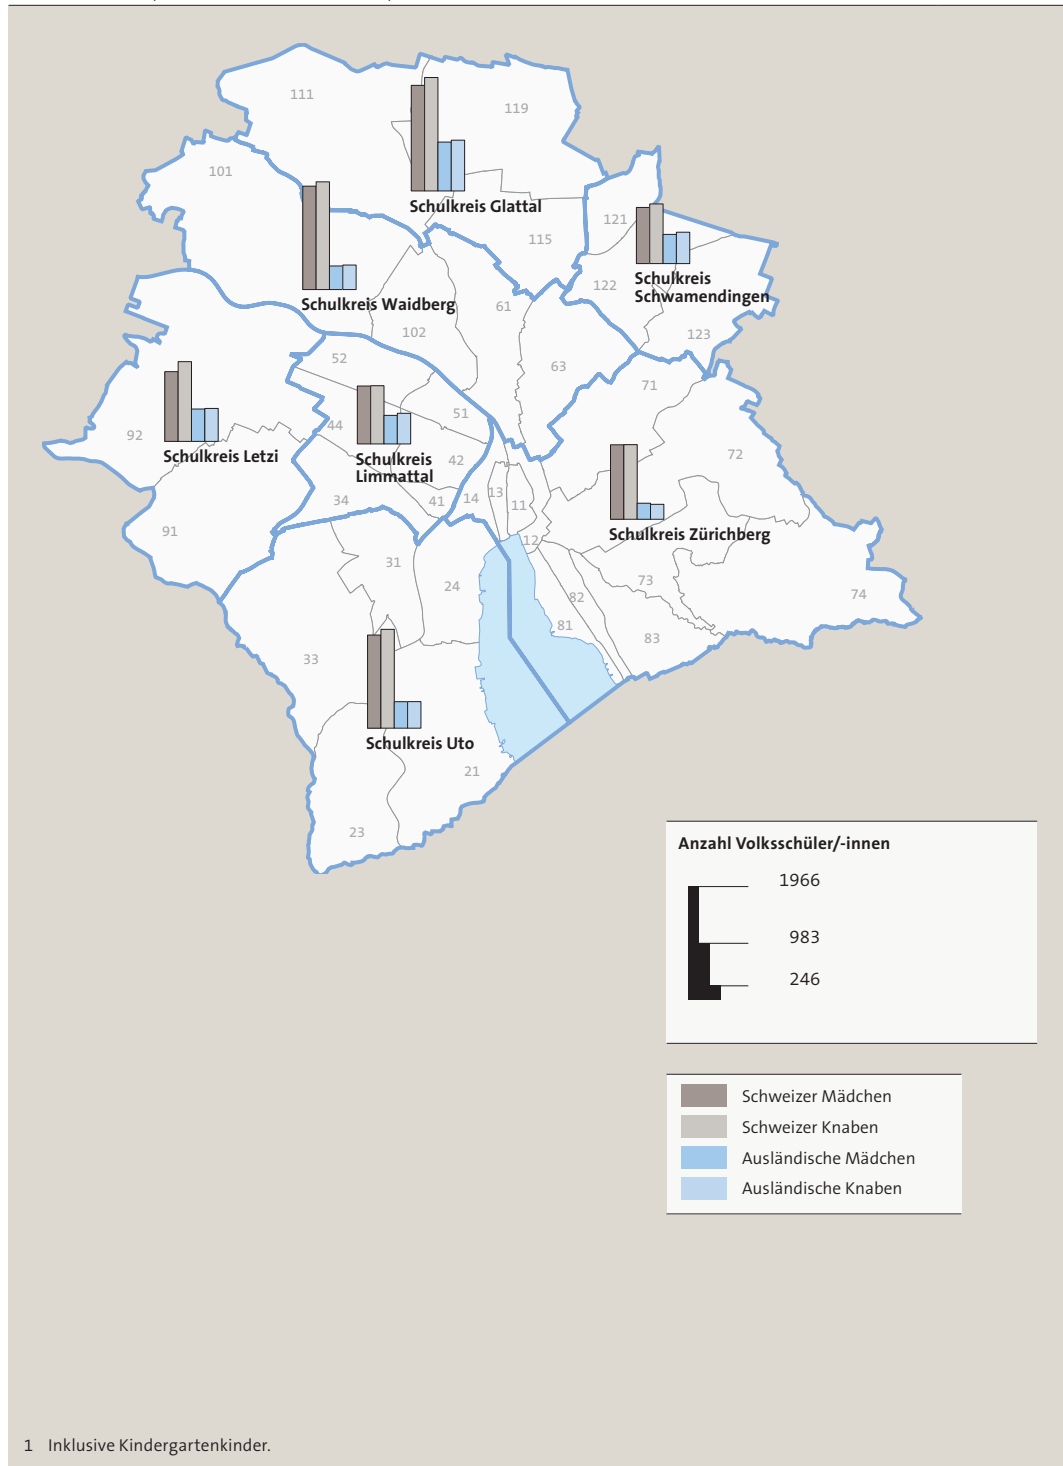 111
119
101
Schulkreis Glattal
121
115
Schulkreis
Schwamendingen
122
Schulkreis Waidberg
61
102
123
52
63
71
51
44
92
Schulkreis Letzi
Schulkreis
Limmattal
42
72
34
41
14
13
11
91
12
Schulkreis Zürichberg
31
24
73
74
82
81
83
33
Schulkreis Uto
21
23
Anzahl Volksschüler/-innen
1966
983
246
Schweizer Mädchen
Schweizer Knaben
Ausländische Mädchen
Ausländische Knaben
1 Inklusive Kindergartenkinder.